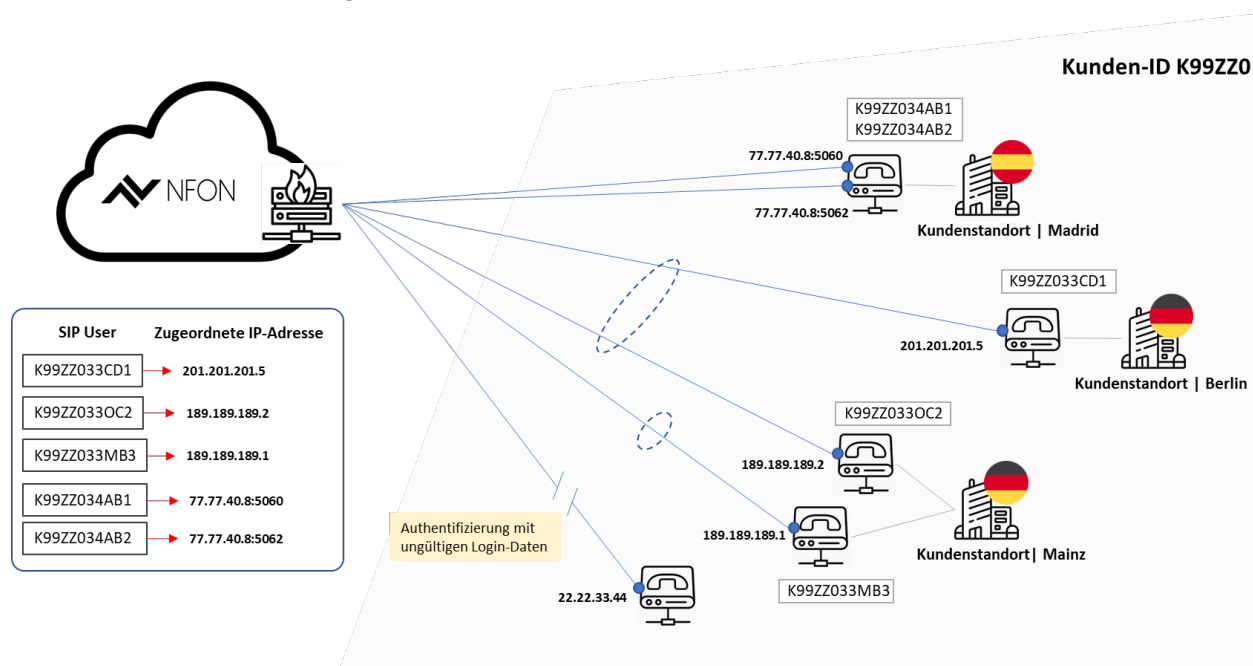 Kunden-ID K99ZZ0
K99ZZ034AB1
K99ZZ034AB2
77.77.40.8:5060
77.77.40.8:5062
Kundenstandort | Madrid
NFON
K99ZZ033CD1
201.201.201.5
Kundenstandort | Berlin
SIP User Zugeordnete IP-Adresse
K99ZZ033CD1 201.201.201.5
K99ZZ033OC2 189.189.189.2
K99ZZ033MB3 189.189.189.1
K99ZZ034AB1 77.77.40.8:5060
K99ZZ034AB2 77.77.40.8:5062
K99ZZ033OC2
189.189.189.2
189.189.189.1
Kundenstandort| Mainz
K99ZZ033MB3
Authentifizierung mit
ungültigen Login-Daten
22.22.33.44